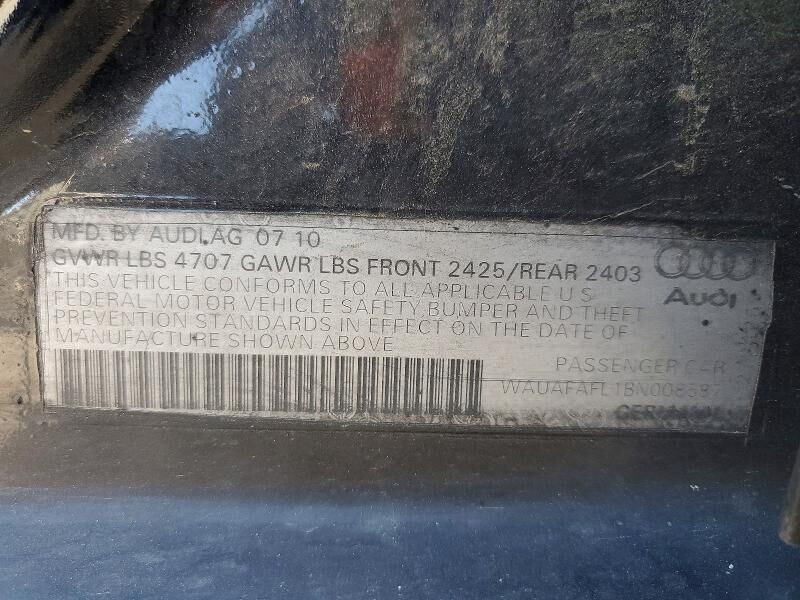 MFD. BY AUDI.AG 07 10
GVWR LBS 4707 GAWR LBS FRONT 2425/REAR 2403
THIS VEHICLE CONFORMS TO ALL APPLICABLE U S
FEDERAL MOTOR VEHICLE SAFETY, BUMPER AND THEFT
PREVENTION STANDARDS IN EFFECT ON THE DATE OF
MANUFACTURE SHOWN ABOVE
Audi
PASSENGER CAR
GERMANY